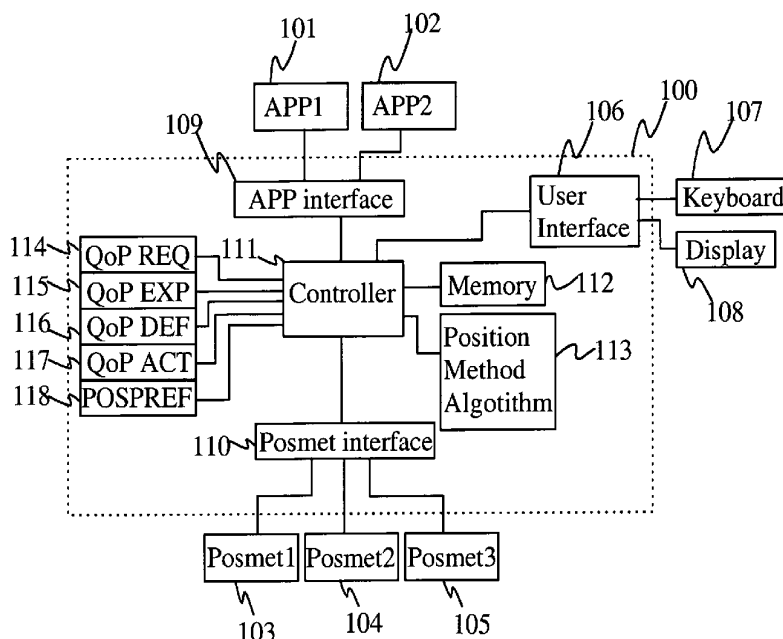 101
102
APP1
APP2
106
100
107
109
APP interface
User
Interface
Keyboard
114
QoP REQ
111
Display
115
QoP EXP
Controller
Memory
112
108
116
QoP DEF
Position
Method
Algotithm
113
117
QoP ACT
118
POSPREF
110
Posmet interface
Posmet1
Posmet2
Posmet3
103
104
105